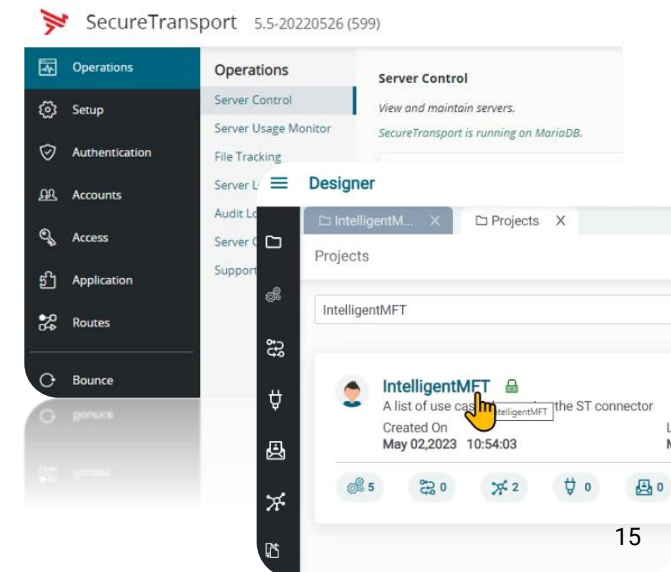 SecureTransport 5.5-20220526 (599)
Operations
Setup
Authentication
Accounts
Access
Application
Routes
Bounce
Operations
Server Control
Server Usage Monitor
File Tracking
Server L
Audit Lo
Server C
Support
Server Control
View and maintain servers.
SecureTransport is running on MariaDB.
Designer
IntelligentM... X
Projects X
Projects
IntelligentMFT
IntelligentMFT
A list of use cas the ST connector
telligentMFT
Created On
May 02,2023 10:54:03
L
M
5
0
2
0
0
15